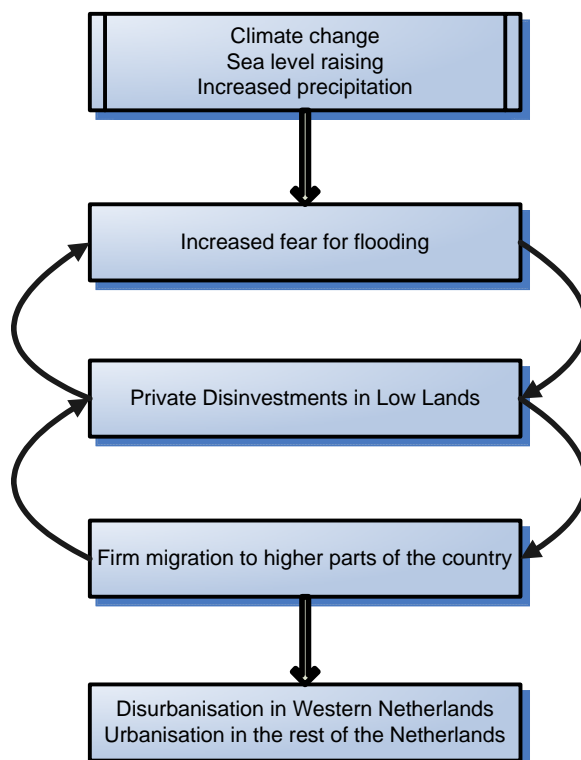 Climate change
Sea level raising
Increased precipitation
Increased fear for flooding
Private Disinvestments in Low Lands
Firm migration to higher parts of the country
Disurbanisation in Western Netherlands
Urbanisation in the rest of the Netherlands